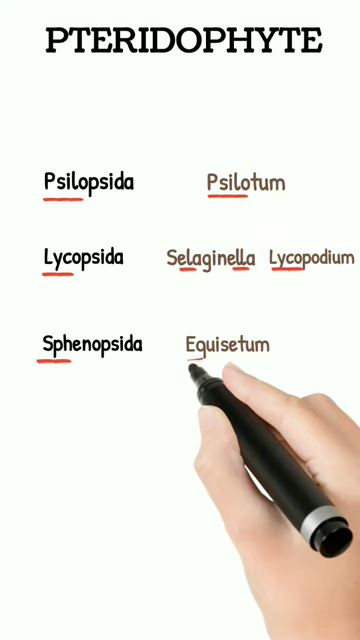 PTERIDOPHYTE
Psilopsida Psilotum
Lycopsida Selaginella Lycopodium
Sphenopsida Equisetum